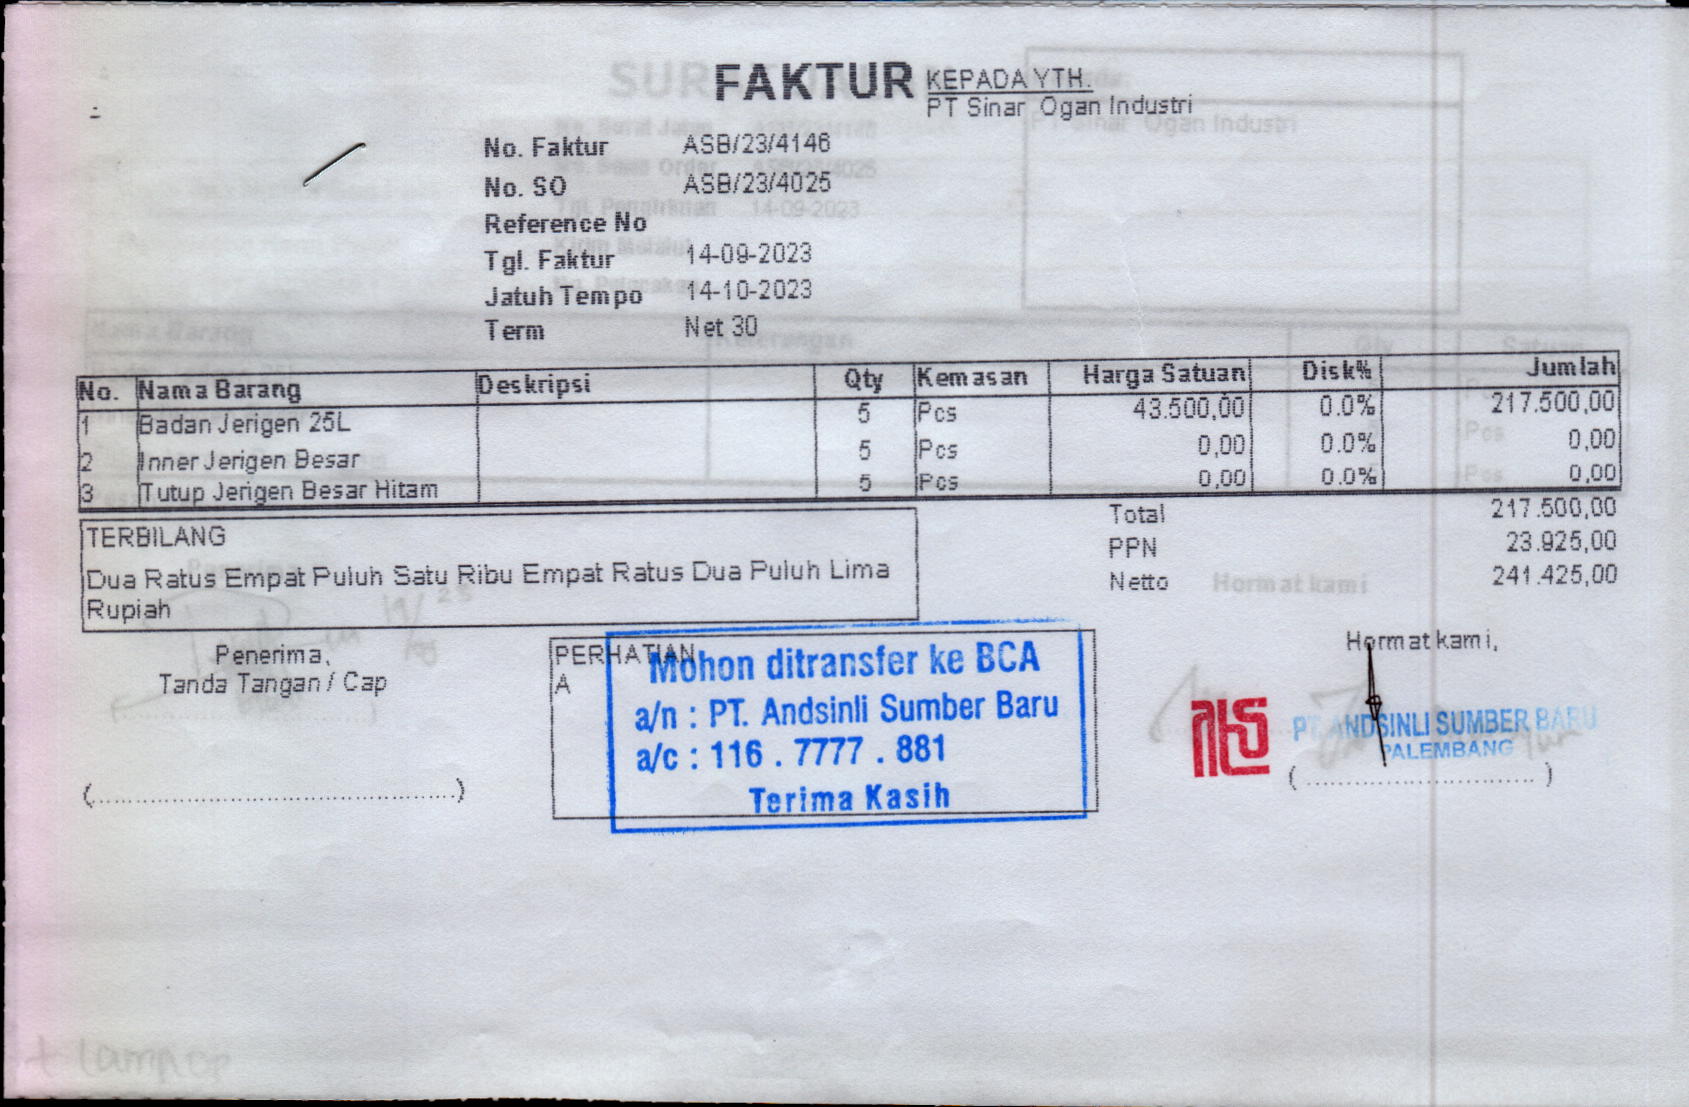 FAKTUR
KEPADA YTH.
PT Sinar Ogan Industri
No. Faktur ASB/23/4146
No. SO ASB/23/4025
Reference No
Tgl. Faktur 14-09-2023
Jatuh Tempo 14-10-2023
Term Net 30
No. Nama Barang Deskripsi Qty Kemasan Harga Satuan Disk% Jumlah
1 Badan Jerigen 25L 5 Pcs 43.500,00 0.0% 217.500,00
2 Inner Jerigen Besar 5 Pcs 0,00 0.0% 0,00
3 Tutup Jerigen Besar Hitam 5 Pcs 0,00 0.0% 0,00
Total 217.500,00
PPN 23.925,00
Netto 241.425,00
TERBILANG
Dua Ratus Empat Puluh Satu Ribu Empat Ratus Dua Puluh Lima
Rupiah
Penerima,
Tanda Tangan / Cap
(............................................)
PERHATIAN
A
Mohon ditransfer ke BCA
a/n : PT. Andsinli Sumber Baru
a/c : 116 . 7777 . 881
Terima Kasih
Hormat kami,
PT. ANDSINLI SUMBER BARU
PALEMBANG
(............................)